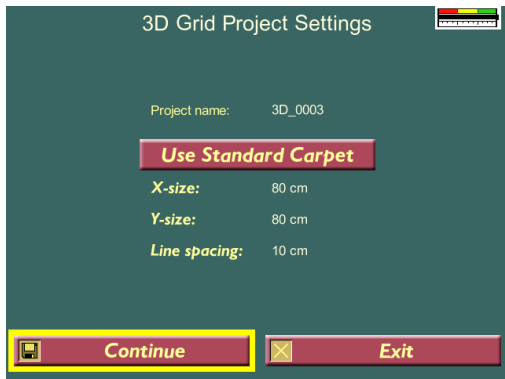 3D Grid Project Settings
Project name: 3D_0003
Use Standard Carpet
X-size: 80 cm
Y-size: 80 cm
Line spacing: 10 cm
Continue Exit